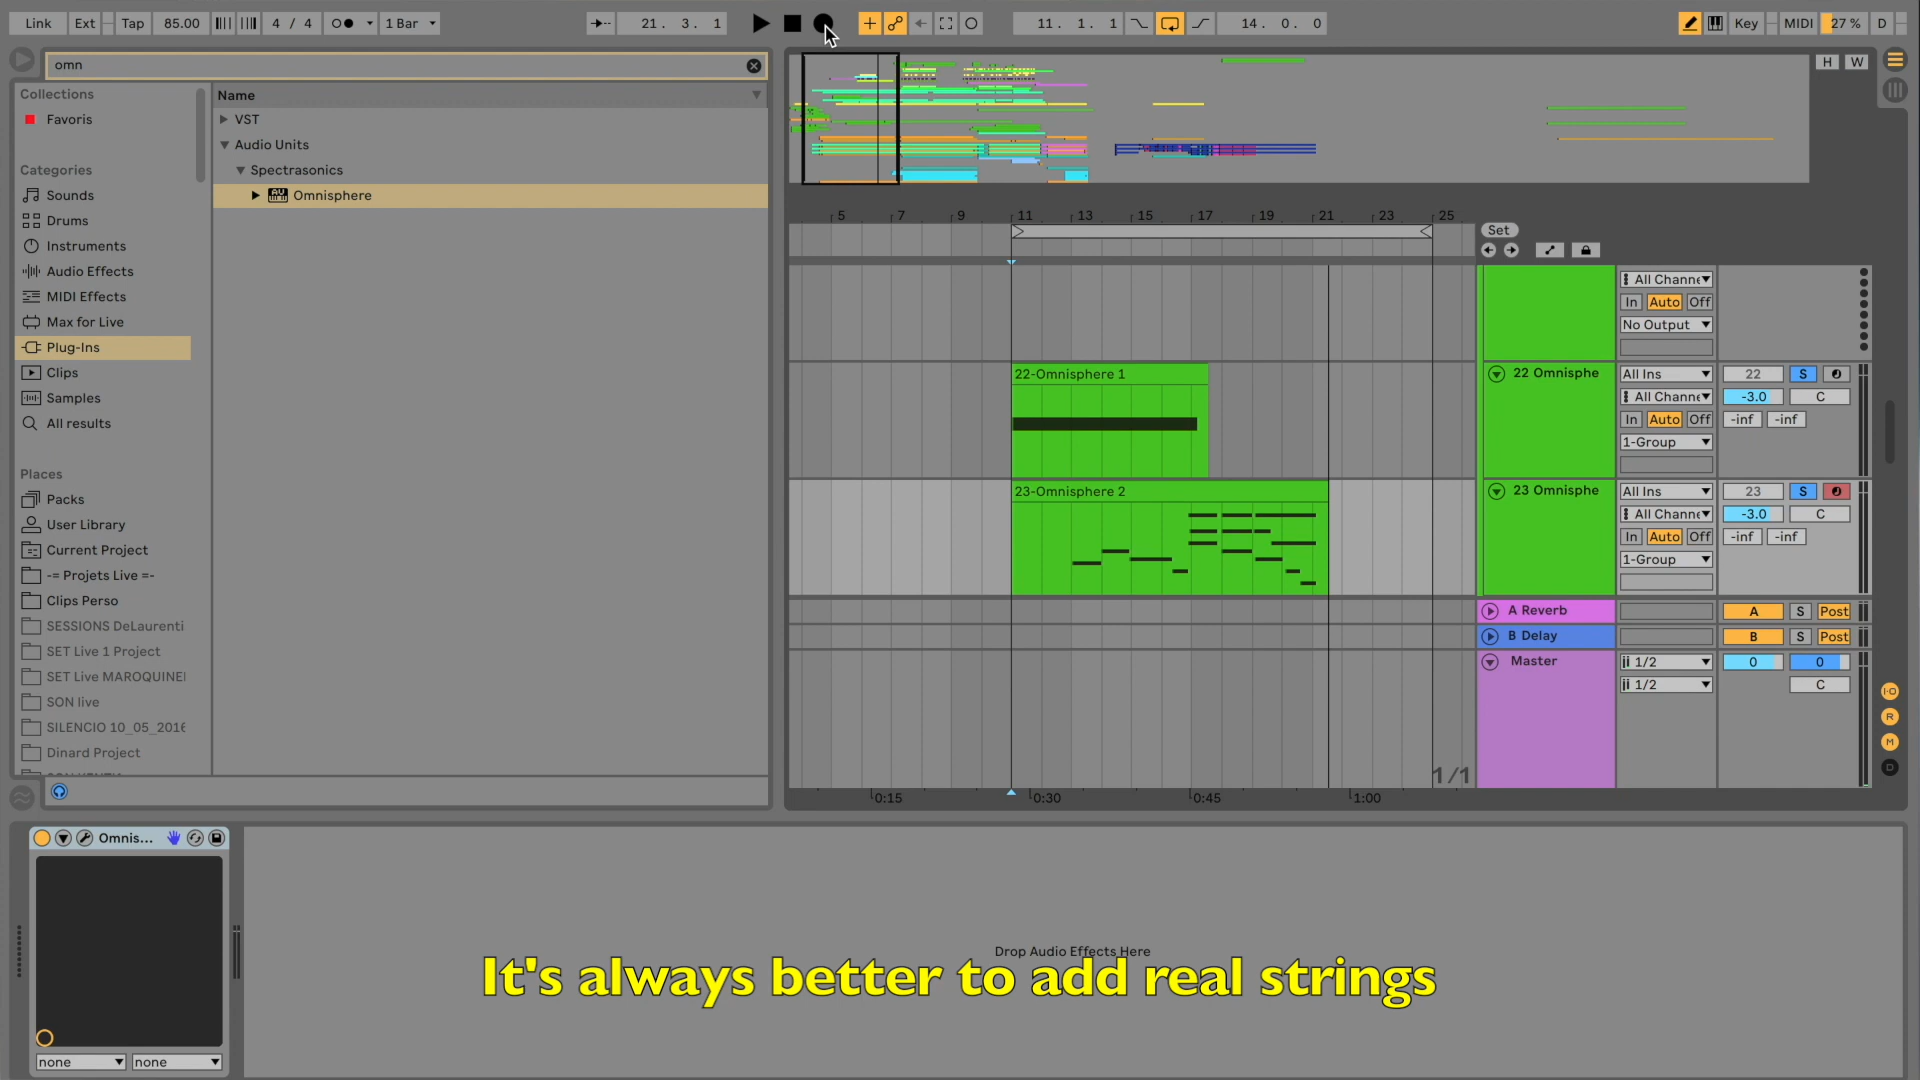 Link Ext Tap 85.00 4 / 4 1 Bar 21. 3. 1 11. 1. 1 14. 0. 0 Key MIDI 27 % D
omn
H W
Collections
Favoris
Categories
Sounds
Drums
Instruments
Audio Effects
MIDI Effects
Max for Live
Plug-Ins
Clips
Samples
All results
Places
Packs
User Library
Current Project
-= Projets Live =-
Clips Perso
SESSIONS DeLaurenti
SET Live 1 Project
SET Live MAROQUINE
SON live
SILENCIO 10_05_2016
Dinard Project
Name
VST
Audio Units
Spectrasonics
Omnisphere
5 7 9 11 13 15 17 19 21 23 25
Set
All Channe
In Auto Off
No Output
22-Omnisphere 1
22 Omnisphe All Ins 22 S
All Channe -3.0 C
In Auto Off -inf -inf
1-Group
23-Omnisphere 2
23 Omnisphe All Ins 23 S
All Channe -3.0 C
In Auto Off -inf -inf
1-Group
A Reverb A S Post
B Delay B S Post
Master 1/2 0 0
1/2 C
I·O
R
M
D
1/1
0:15 0:30 0:45 1:00
Omnis...
none none
Drop Audio Effects Here
It's always better to add real strings